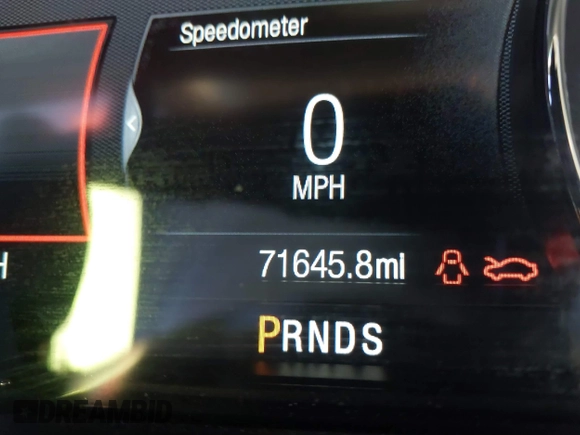 Speedometer
0
MPH
H
71645.8mi
PRNDS
DREAMBID